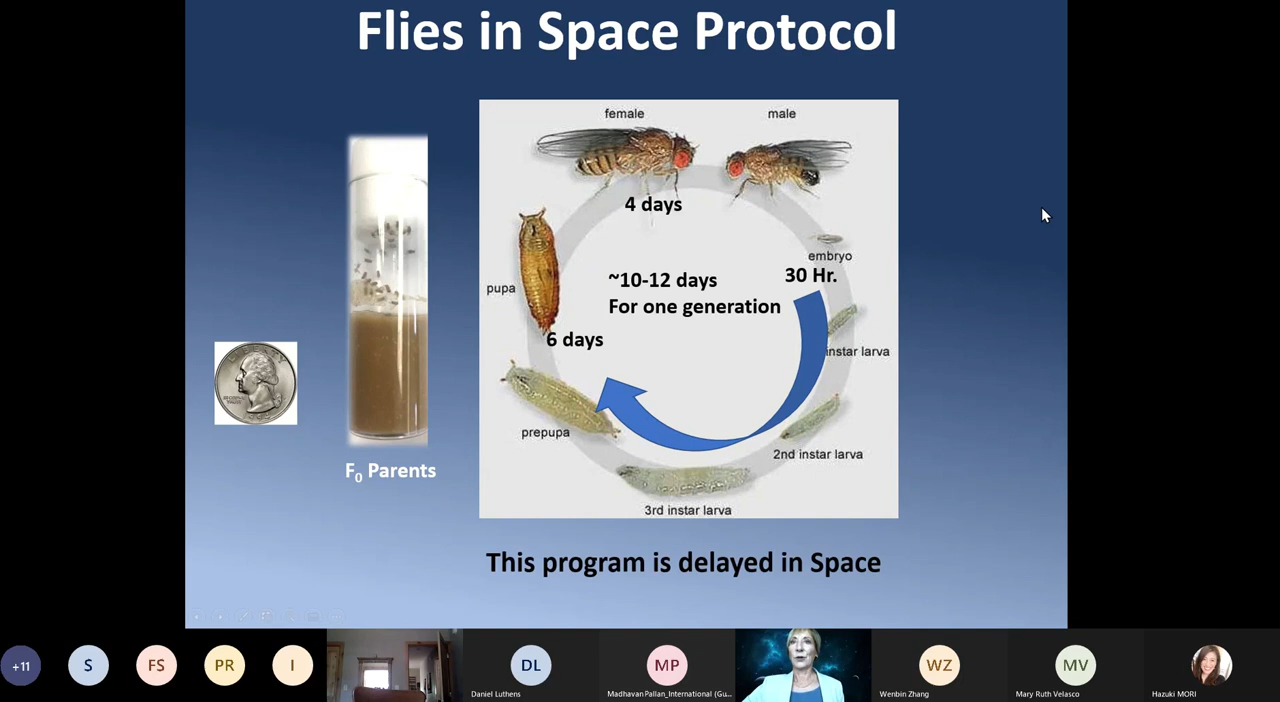 Flies in Space Protocol
female
male
4 days
embryo
30 Hr.
~10-12 days
For one generation
pupa
6 days
instar larva
prepupa
2nd instar larva
3rd instar larva
F₀ Parents
This program is delayed in Space
+11
S
FS
PR
I
DL
Daniel Luthens
MP
Madhavan Pallan_International (Gu...
WZ
Wenbin Zhang
MV
Mary Ruth Velasco
Hazuki MORI